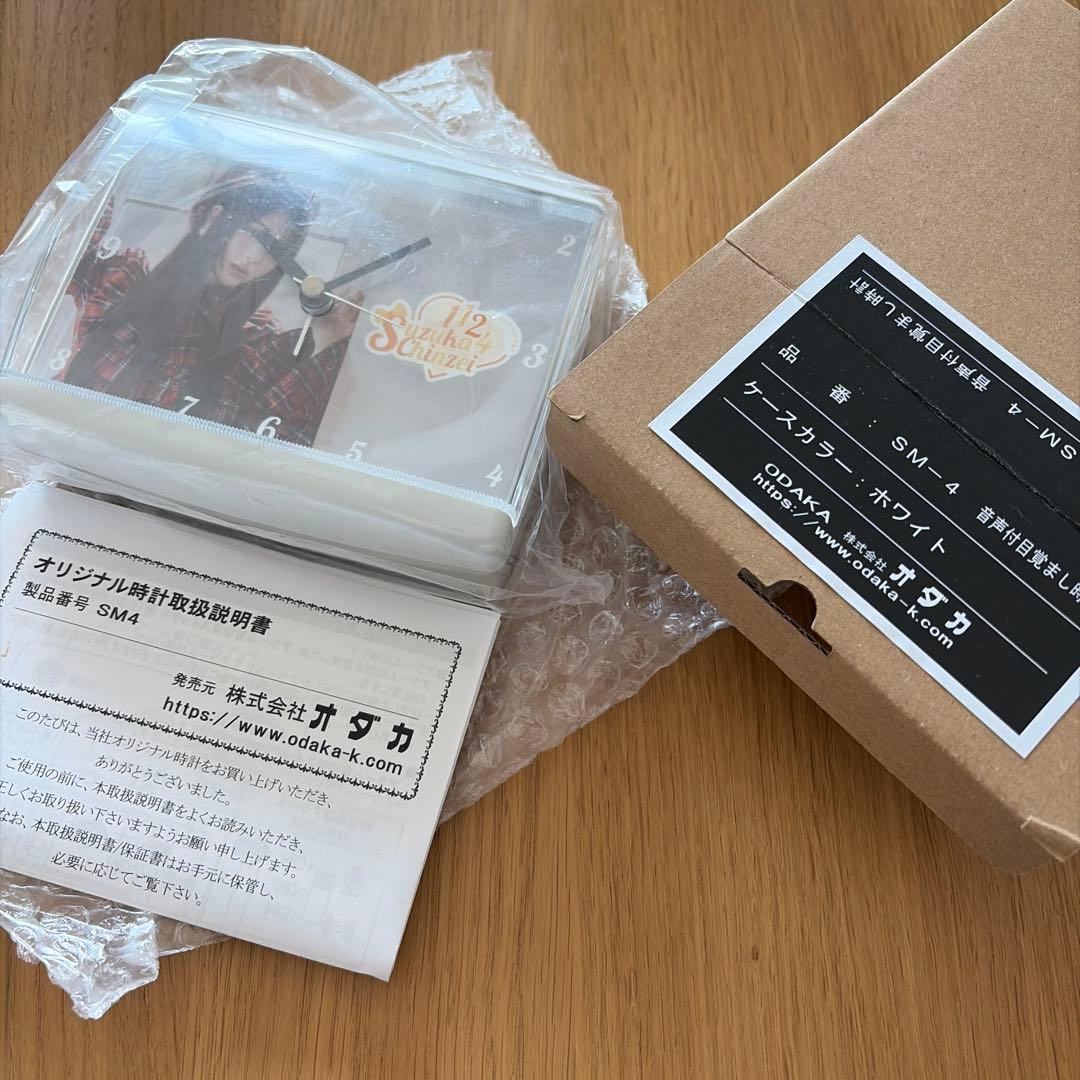 12
2
3
4
5
6
7
8
9
11/24
Suzuka
Chinzei
オリジナル時計取扱説明書
製品番号 SM4
発売元 株式会社 オダカ
https://www.odaka-k.com
このたびは、当社オリジナル時計をお買い上げいただき、
ありがとうございました。
ご使用の前に、本取扱説明書をよくお読みいただき、
正しくお取り扱い下さいますようお願い申し上げます。
なお、本取扱説明書/保証書はお手元に保管し、
必要に応じてご覧下さい。
SM-4 音声付目覚まし時計
品 番 : SM-4 音声付目覚まし時
ケースカラー : ホワイト
ODAKA 株式会社 オダカ
https://www.odaka-k.com